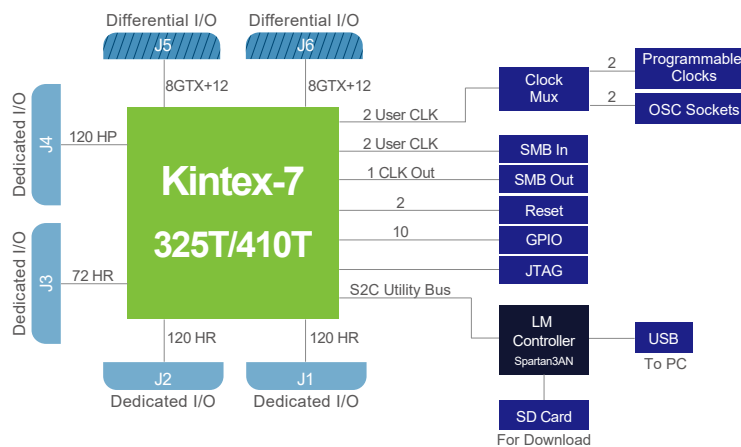 Differential I/O
Differential I/O
J5
J6
8GTX+12
8GTX+12
Dedicated I/O
J4
120 HP
Dedicated I/O
J3
72 HR
Kintex-7
325T/410T
2 User CLK
Clock
Mux
2
Programmable
Clocks
2
OSC Sockets
2 User CLK
SMB In
1 CLK Out
SMB Out
2
Reset
10
GPIO
JTAG
S2C Utility Bus
LM
Controller
Spartan3AN
USB
To PC
SD Card
For Download
120 HR
120 HR
J2
J1
Dedicated I/O
Dedicated I/O